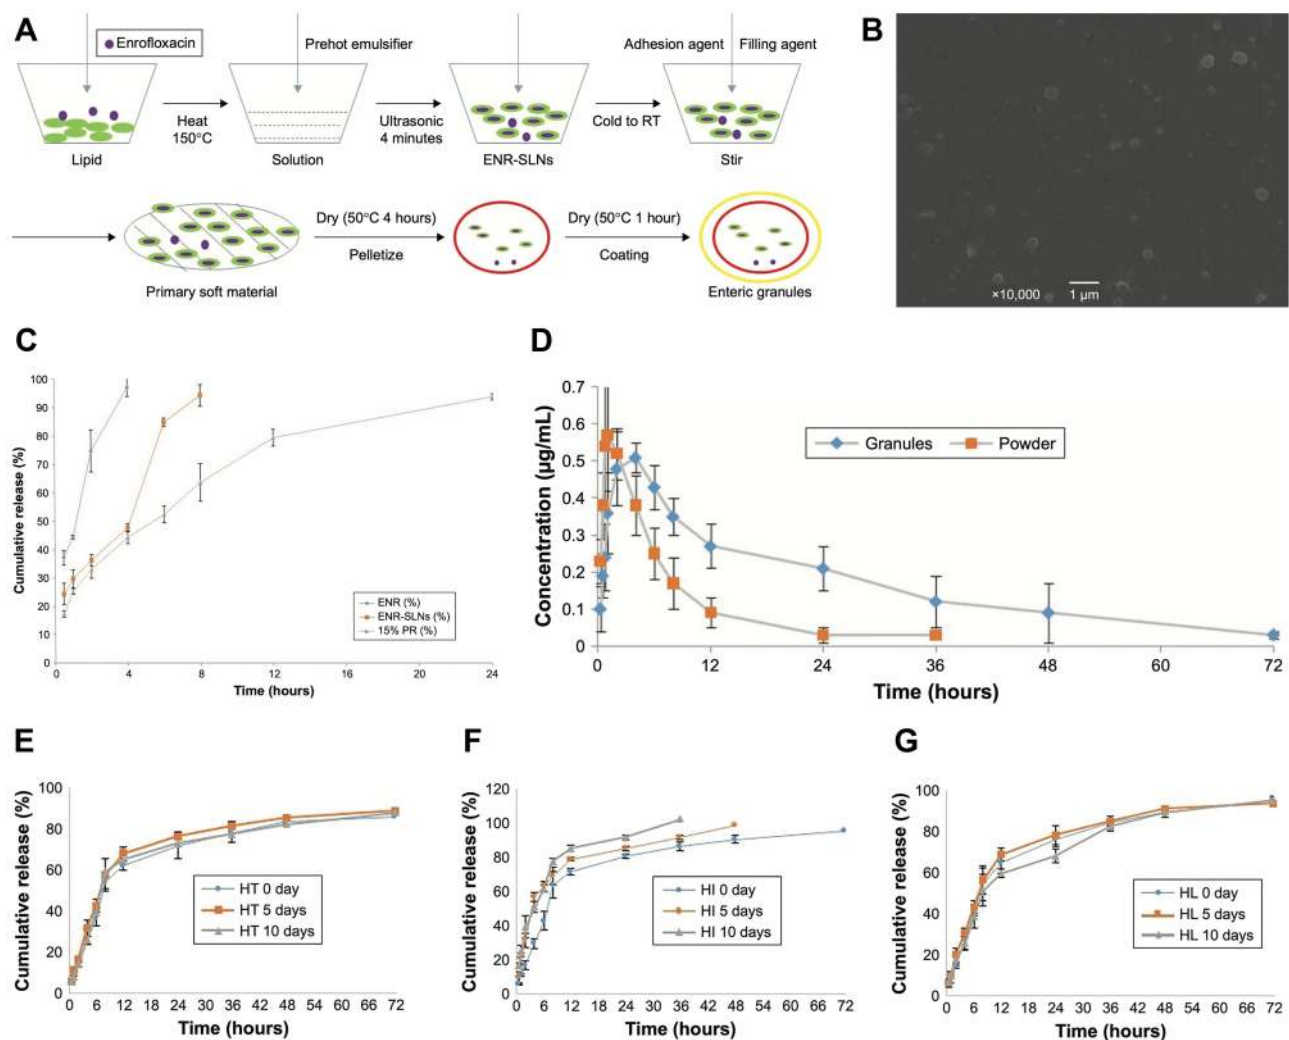 A
Enrofloxacin
Prehot emulsifier
Adhesion agent
Filling agent
Heat
150°C
Ultrasonic
4 minutes
Cold to RT
Lipid
Solution
ENR-SLNs
Stir
Dry (50°C 4 hours)
Pelletize
Dry (50°C 1 hour)
Coating
Primary soft material
Enteric granules
B
×10,000
1 µm
C
Cumulative release (%)
100
90
80
70
60
50
40
30
20
10
0
ENR (%)
ENR-SLNs (%)
15% PR (%)
0 4 8 12 16 20 24
Time (hours)
D
Concentration (µg/mL)
0.7
0.6
0.5
0.4
0.3
0.2
0.1
0
Granules
Powder
0 12 24 36 48 60 72
Time (hours)
E
Cumulative release (%)
100
80
60
40
20
0
HT 0 day
HT 5 days
HT 10 days
0 6 12 18 24 30 36 42 48 54 60 66 72
Time (hours)
F
Cumulative release (%)
120
100
80
60
40
20
0
HI 0 day
HI 5 days
HI 10 days
0 6 12 18 24 30 36 42 48 54 60 66 72
Time (hours)
G
Cumulative release (%)
100
80
60
40
20
0
HL 0 day
HL 5 days
HL 10 days
0 6 12 18 24 30 36 42 48 54 60 66 72
Time (hours)